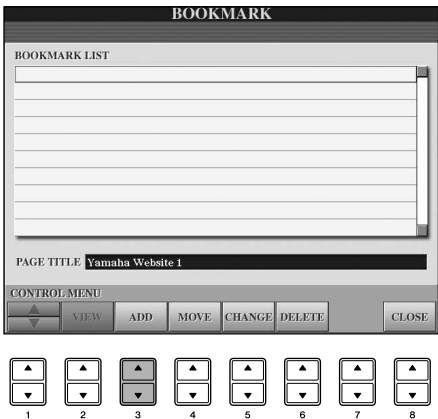 BOOKMARK
BOOKMARK LIST
PAGE TITLE Yamaha Website 1
CONTROL MENU
VIEW ADD MOVE CHANGE DELETE CLOSE
1 2 3 4 5 6 7 8